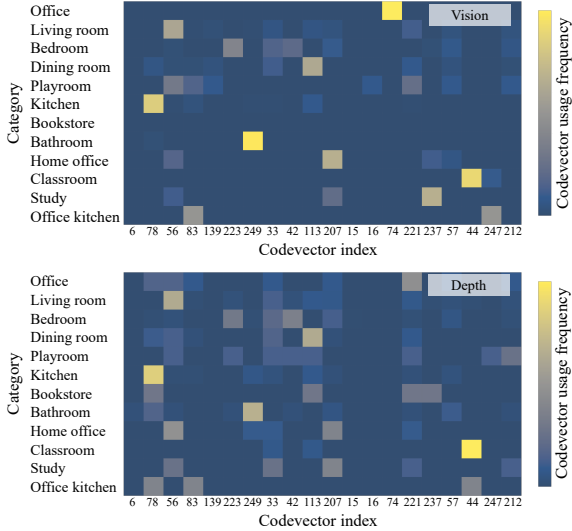 Vision
Category
Office
Living room
Bedroom
Dining room
Playroom
Kitchen
Bookstore
Bathroom
Home office
Classroom
Study
Office kitchen
6 78 56 83 139 223 249 33 42 113 207 15 16 74 221 237 57 44 247 212
Codevector index
Codevector usage frequency
Depth
Category
Office
Living room
Bedroom
Dining room
Playroom
Kitchen
Bookstore
Bathroom
Home office
Classroom
Study
Office kitchen
6 78 56 83 139 223 249 33 42 113 207 15 16 74 221 237 57 44 247 212
Codevector index
Codevector usage frequency